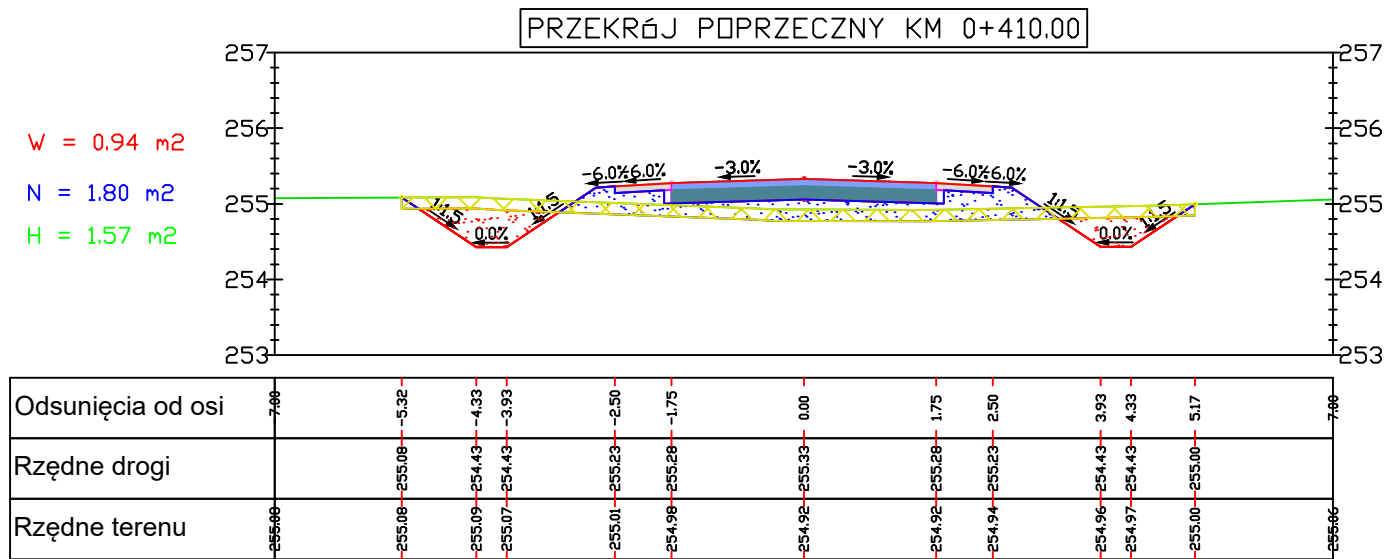 PRZEKRóJ POPRZECZNY KM 0+410.00
257 257
256 256
255 255
254 254
253 253
W = 0.94 m2
N = 1.80 m2
H = 1.57 m2
-6.0% -6.0% -3.0% -3.0% -6.0% -6.0%
1:1.5 1:1.5 1:1.5 1:1.5
0.0% 0.0%
Odsunięcia od osi -7.00 -5.32 -4.33 -3.93 -2.50 -1.75 0.00 1.75 2.50 3.93 4.33 5.17 7.00
Rzędne drogi 255.08 254.43 254.43 255.23 255.28 255.33 255.28 255.23 254.43 254.43 255.00
Rzędne terenu 255.08 255.09 255.07 255.01 254.98 254.92 254.92 254.94 254.96 254.97 255.00 255.06